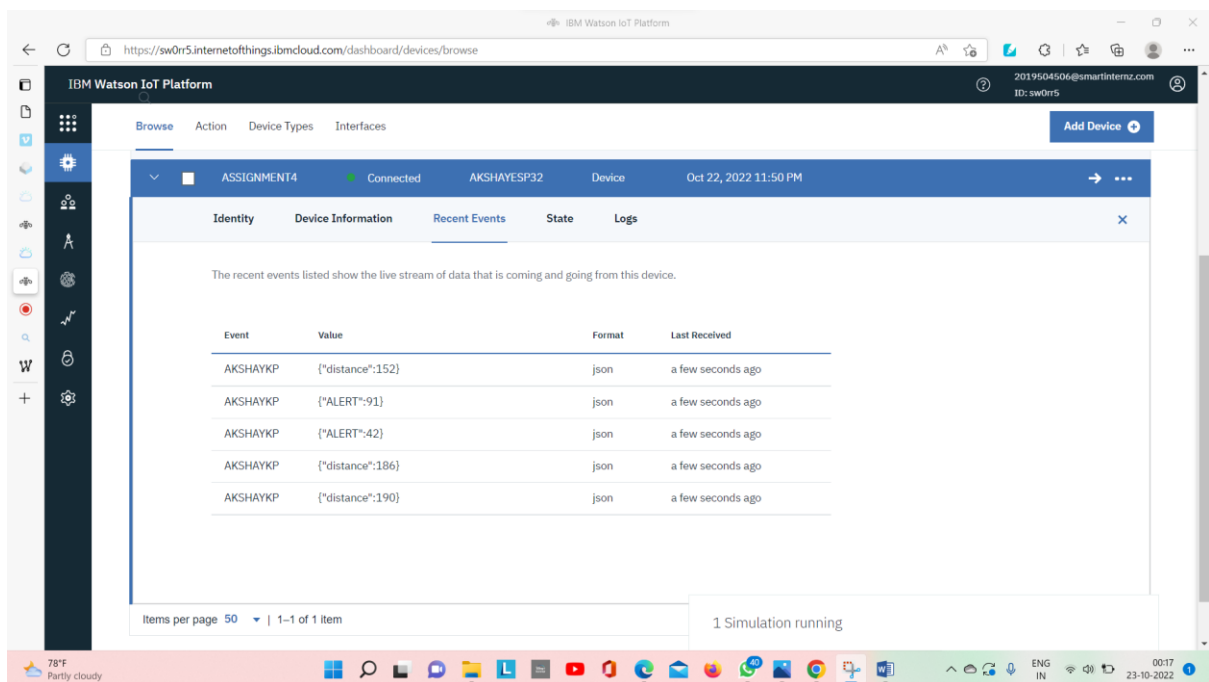 IBM Watson IoT Platform
https://sw0rr5.internetofthings.ibmcloud.com/dashboard/devices/browse
IBM Watson IoT Platform
2019504506@smartinternz.com
ID: sw0rr5
Browse Action Device Types Interfaces
Add Device
ASSIGNMENT4 Connected AKSHAYESP32 Device Oct 22, 2022 11:50 PM
Identity Device Information Recent Events State Logs
The recent events listed show the live stream of data that is coming and going from this device.
Event Value Format Last Received
AKSHAYKP {"distance":152} json a few seconds ago
AKSHAYKP {"ALERT":91} json a few seconds ago
AKSHAYKP {"ALERT":42} json a few seconds ago
AKSHAYKP {"distance":186} json a few seconds ago
AKSHAYKP {"distance":190} json a few seconds ago
Items per page 50 | 1–1 of 1 item
1 Simulation running
78°F
Partly cloudy
ENG
IN
00:17
23-10-2022
40
1